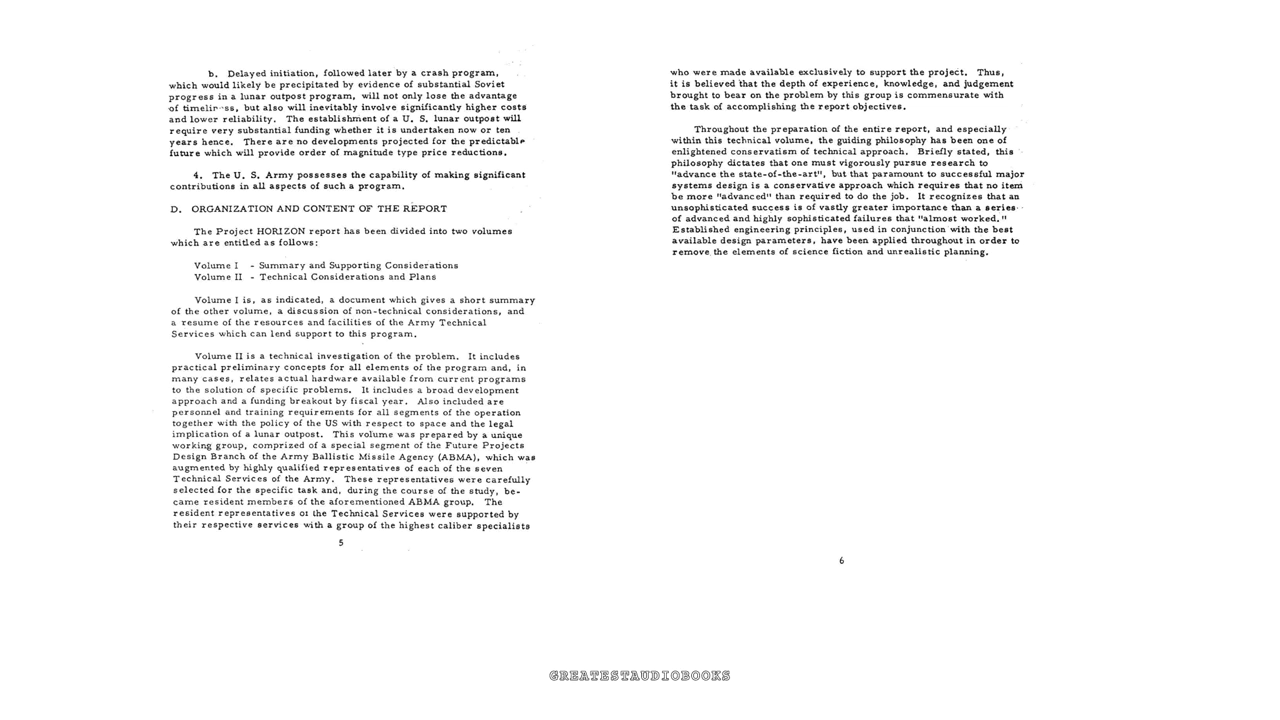 b. Delayed initiation, followed later by a crash program,
which would likely be precipitated by evidence of substantial Soviet
progress in a lunar outpost program, will not only lose the advantage
of timeliness, but also will inevitably involve significantly higher costs
and lower reliability. The establishment of a U. S. lunar outpost will
require very substantial funding whether it is undertaken now or ten
years hence. There are no developments projected for the predictable
future which will provide order of magnitude type price reductions.
4. The U. S. Army possesses the capability of making significant
contributions in all aspects of such a program.
D. ORGANIZATION AND CONTENT OF THE REPORT
The Project HORIZON report has been divided into two volumes
which are entitled as follows:
Volume I - Summary and Supporting Considerations
Volume II - Technical Considerations and Plans
Volume I is, as indicated, a document which gives a short summary
of the other volume, a discussion of non-technical considerations, and
a resume of the resources and facilities of the Army Technical
Services which can lend support to this program.
Volume II is a technical investigation of the problem. It includes
practical preliminary concepts for all elements of the program and, in
many cases, relates actual hardware available from current programs
to the solution of specific problems. It includes a broad development
approach and a funding breakout by fiscal year. Also included are
personnel and training requirements for all segments of the operation
together with the policy of the US with respect to space and the legal
implication of a lunar outpost. This volume was prepared by a unique
working group, comprized of a special segment of the Future Projects
Design Branch of the Army Ballistic Missile Agency (ABMA), which was
augmented by highly qualified representatives of each of the seven
Technical Services of the Army. These representatives were carefully
selected for the specific task and, during the course of the study, be-
came resident members of the aforementioned ABMA group. The
resident representatives of the Technical Services were supported by
their respective services with a group of the highest caliber specialists
5
who were made available exclusively to support the project. Thus,
it is believed that the depth of experience, knowledge, and judgement
brought to bear on the problem by this group is commensurate with
the task of accomplishing the report objectives.
Throughout the preparation of the entire report, and especially
within this technical volume, the guiding philosophy has been one of
enlightened conservatism of technical approach. Briefly stated, this
philosophy dictates that one must vigorously pursue research to
"advance the state-of-the-art", but that paramount to successful major
systems design is a conservative approach which requires that no item
be more "advanced" than required to do the job. It recognizes that an
unsophisticated success is of vastly greater importance than a series
of advanced and highly sophisticated failures that "almost worked."
Established engineering principles, used in conjunction with the best
available design parameters, have been applied throughout in order to
remove the elements of science fiction and unrealistic planning.
6
GREATESTAUDIOBOOKS